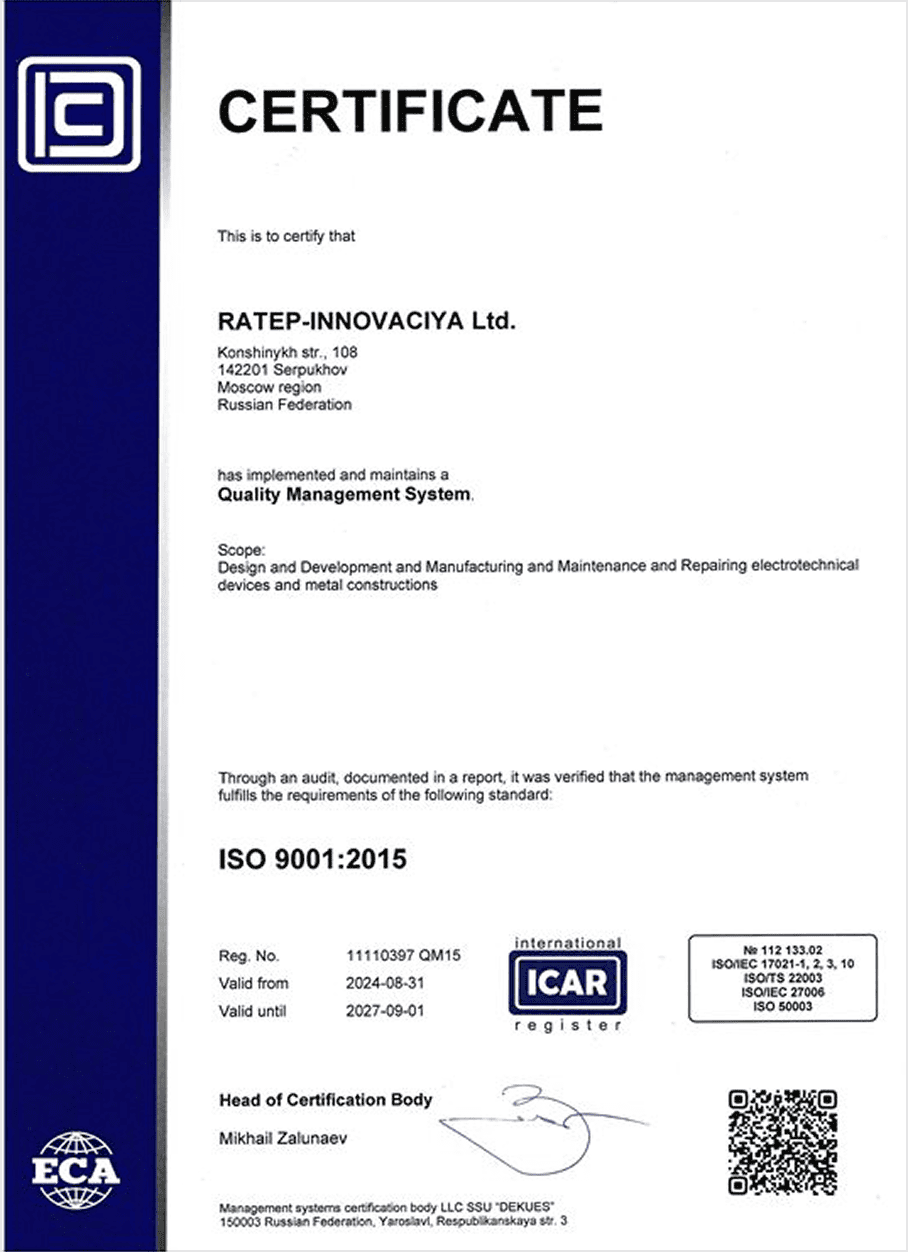 CERTIFICATE
This is to certify that
RATEP-INNOVACIYA Ltd.
Konshinykh str., 108
142201 Serpukhov
Moscow region
Russian Federation
has implemented and maintains a
Quality Management System.
Scope:
Design and Development and Manufacturing and Maintenance and Repairing electrotechnical
devices and metal constructions
Through an audit, documented in a report, it was verified that the management system
fulfills the requirements of the following standard:
ISO 9001:2015
Reg. No. 11110397 QM15
Valid from 2024-08-31
Valid until 2027-09-01
international
ICAR
register
№ 112 133.02
ISO/IEC 17021-1, 2, 3, 10
ISO/TS 22003
ISO/IEC 27006
ISO 50003
Head of Certification Body
Mikhail Zalunaev
ECA
Management systems certification body LLC SSU "DEKUES"
150003 Russian Federation, Yaroslavl, Respublikanskaya str. 3